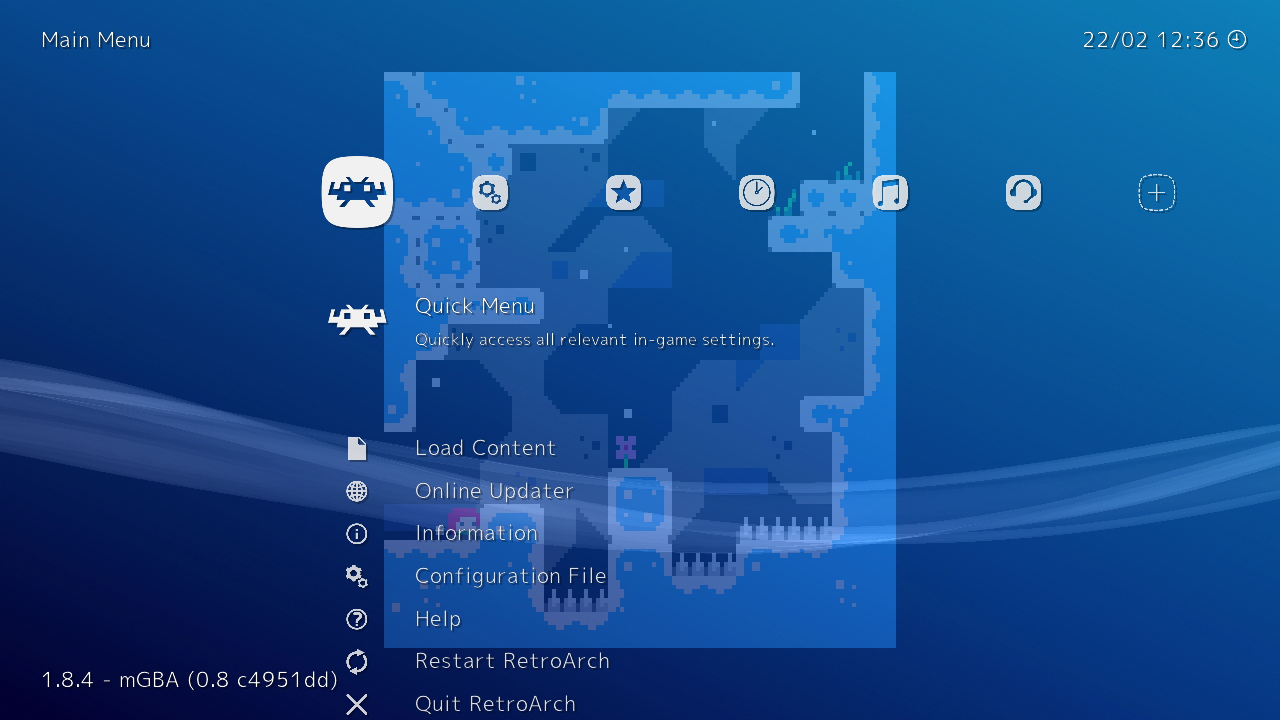 Main Menu
22/02 12:36
Quick Menu
Quickly access all relevant in-game settings.
Load Content
Online Updater
Information
Configuration File
Help
Restart RetroArch
1.8.4 - mGBA (0.8 c4951dd)
Quit RetroArch